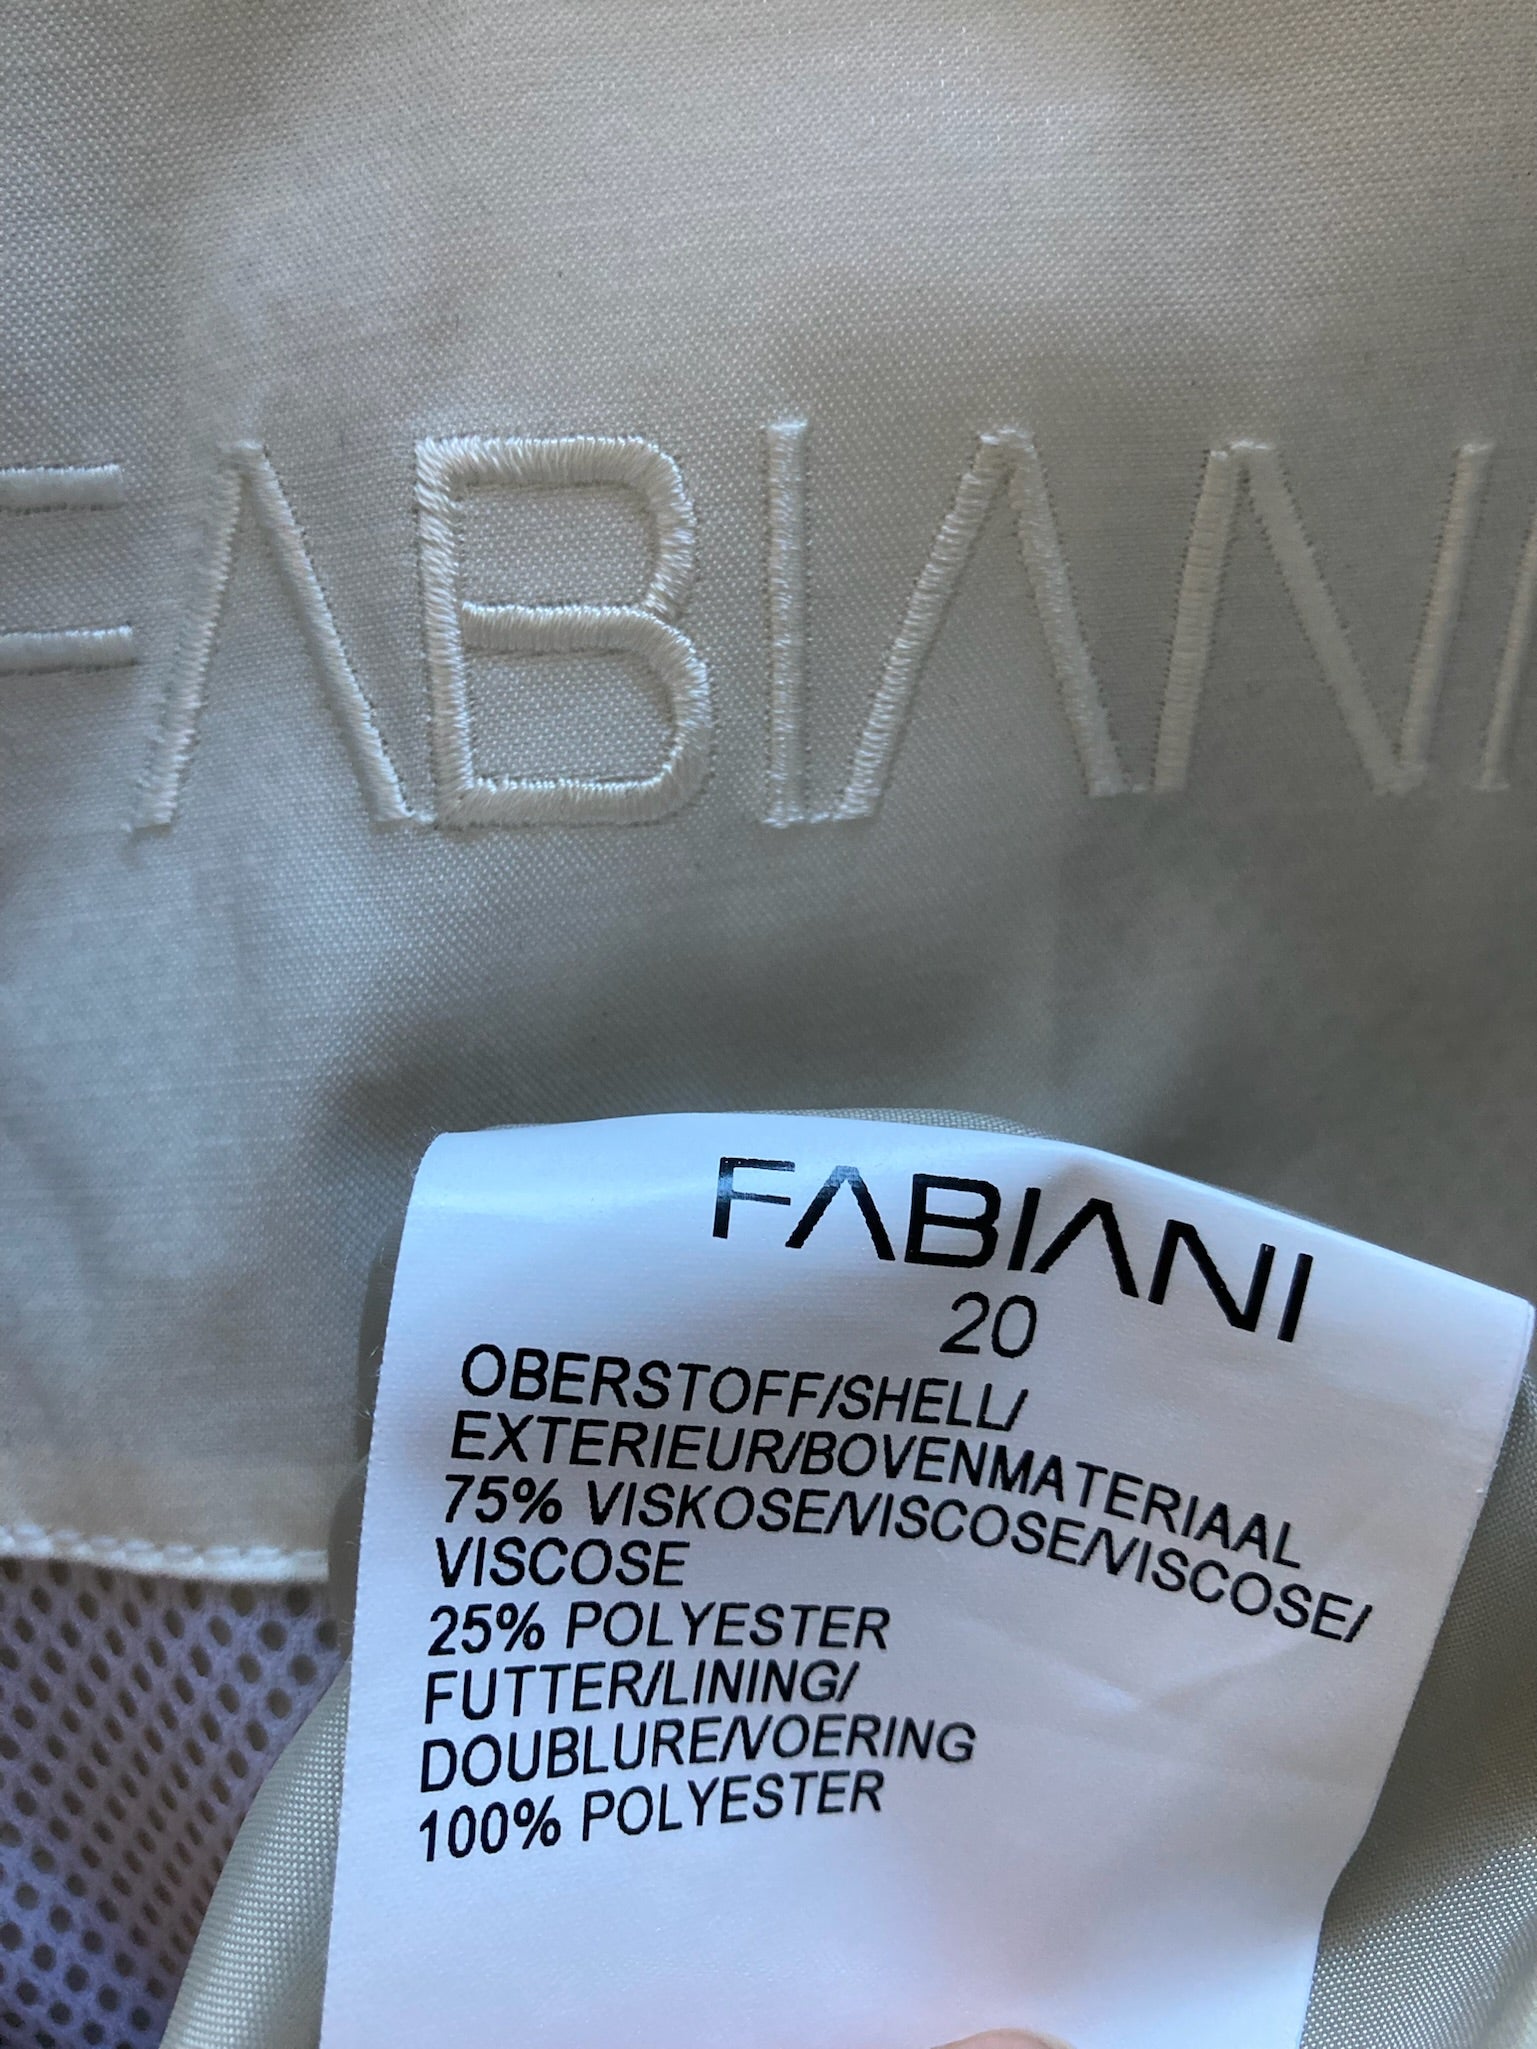 FABIANI
FABIANI
20
OBERSTOFF/SHELL/
EXTERIEUR/BOVENMATERIAAL
75% VISKOSE/VISCOSE/VISCOSE/
VISCOSE
25% POLYESTER
FUTTER/LINING/
DOUBLURE/VOERING
100% POLYESTER